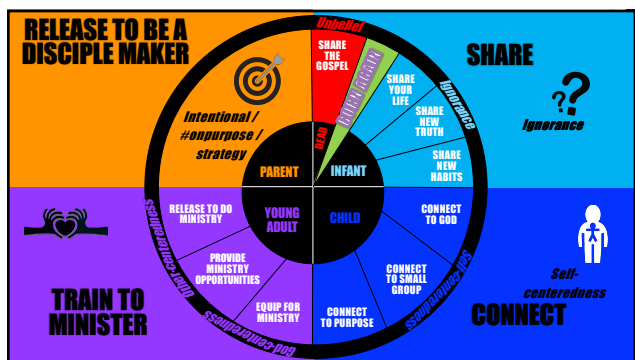 RELEASE TO BE A
DISCIPLE MAKER
Intentional /
#onpurpose /
strategy
PARENT
Unbelief
SHARE
THE
GOSPEL
DEAD
BORN AGAIN
SHARE
Ignorance
SHARE
YOUR
LIFE
SHARE
NEW
TRUTH
SHARE
NEW
HABITS
Ignorance
INFANT
YOUNG
ADULT
RELEASE TO DO
MINISTRY
PROVIDE
MINISTRY
OPPORTUNITIES
EQUIP FOR
MINISTRY
Other-centeredness
God-centeredness
TRAIN TO
MINISTER
CHILD
CONNECT
TO GOD
CONNECT
TO SMALL
GROUP
CONNECT
TO PURPOSE
Self-centeredness
Self-
centeredness
CONNECT